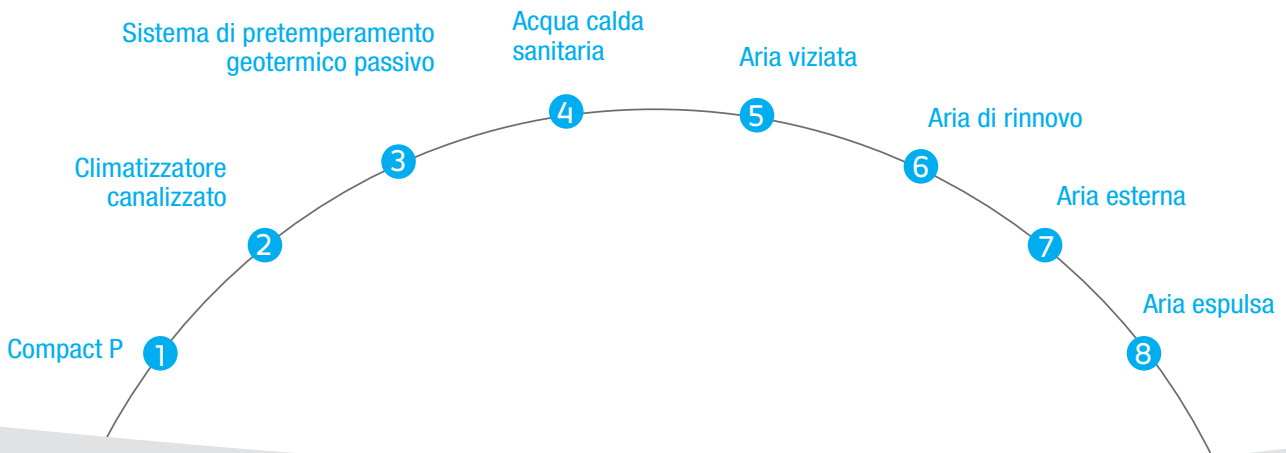 Compact P
1
Climatizzatore
canalizzato
2
Sistema di pretemperamento
geotermico passivo
3
Acqua calda
sanitaria
4
Aria viziata
5
Aria di rinnovo
6
Aria esterna
7
Aria espulsa
8